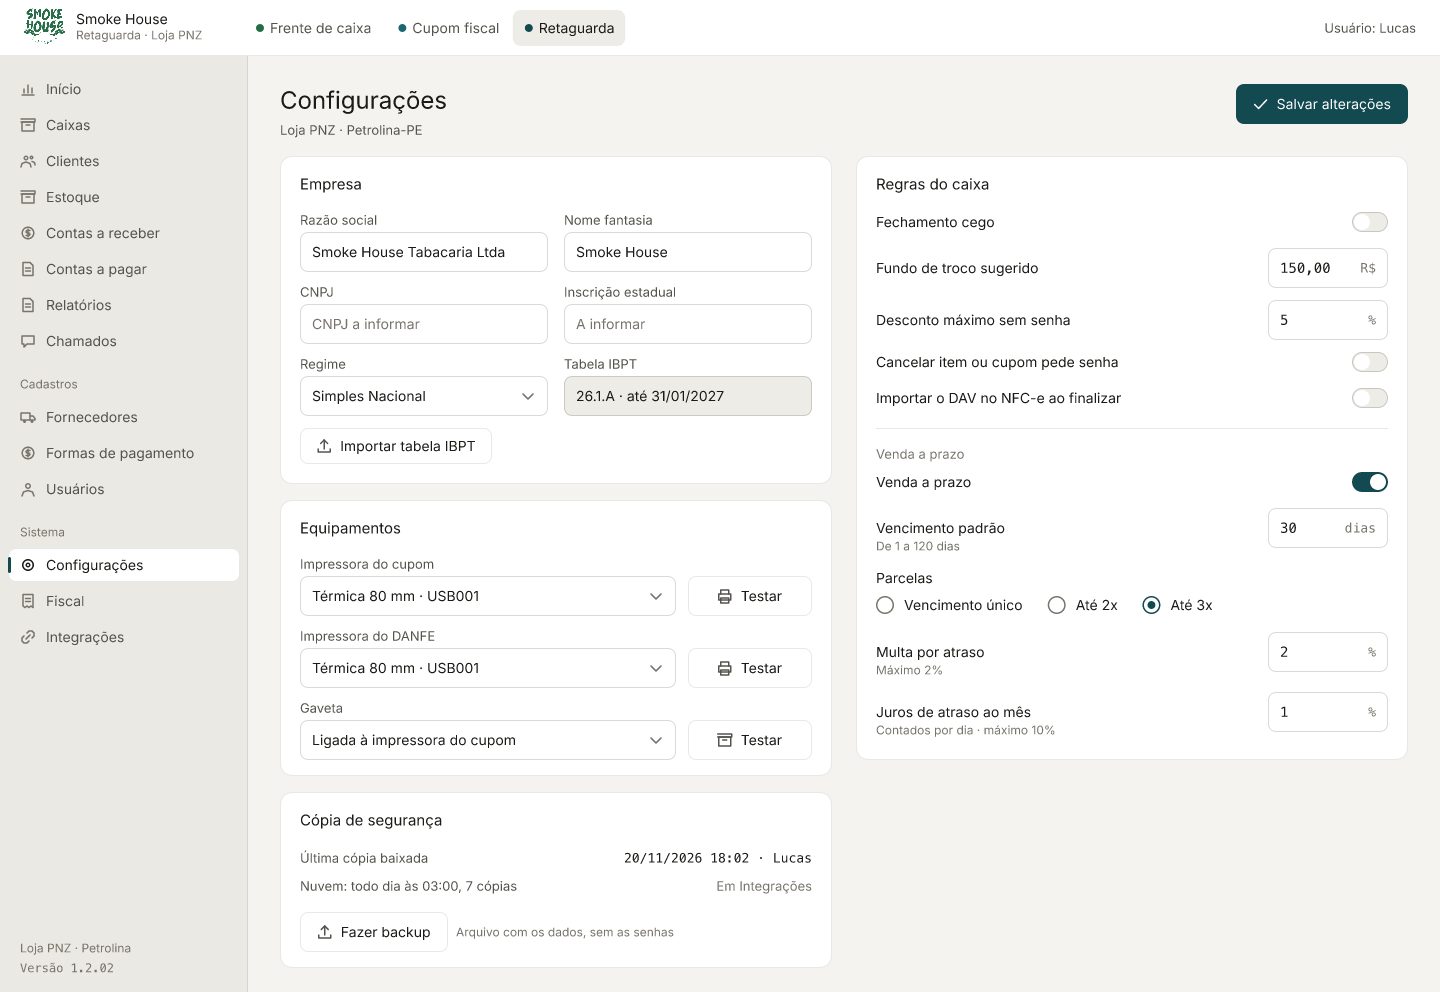 SMOKE HOUSE
Smoke House
Retaguarda · Loja PNZ
Frente de caixa
Cupom fiscal
Retaguarda
Usuário: Lucas
Início
Caixas
Clientes
Estoque
Contas a receber
Contas a pagar
Relatórios
Chamados
Cadastros
Fornecedores
Formas de pagamento
Usuários
Sistema
Configurações
Fiscal
Integrações
Loja PNZ · Petrolina
Versão 1.2.02
Configurações
Loja PNZ · Petrolina-PE
Salvar alterações
Empresa
Razão social
Nome fantasia
Smoke House Tabacaria Ltda
Smoke House
CNPJ
Inscrição estadual
CNPJ a informar
A informar
Regime
Tabela IBPT
Simples Nacional
26.1.A · até 31/01/2027
Importar tabela IBPT
Equipamentos
Impressora do cupom
Térmica 80 mm · USB001
Testar
Impressora do DANFE
Térmica 80 mm · USB001
Testar
Gaveta
Ligada à impressora do cupom
Testar
Cópia de segurança
Última cópia baixada
20/11/2026 18:02 · Lucas
Nuvem: todo dia às 03:00, 7 cópias
Em Integrações
Fazer backup
Arquivo com os dados, sem as senhas
Regras do caixa
Fechamento cego
Fundo de troco sugerido
150,00 R$
Desconto máximo sem senha
5 %
Cancelar item ou cupom pede senha
Importar o DAV no NFC-e ao finalizar
Venda a prazo
Venda a prazo
Vencimento padrão
30 dias
De 1 a 120 dias
Parcelas
Vencimento único
Até 2x
Até 3x
Multa por atraso
2 %
Máximo 2%
Juros de atraso ao mês
1 %
Contados por dia · máximo 10%